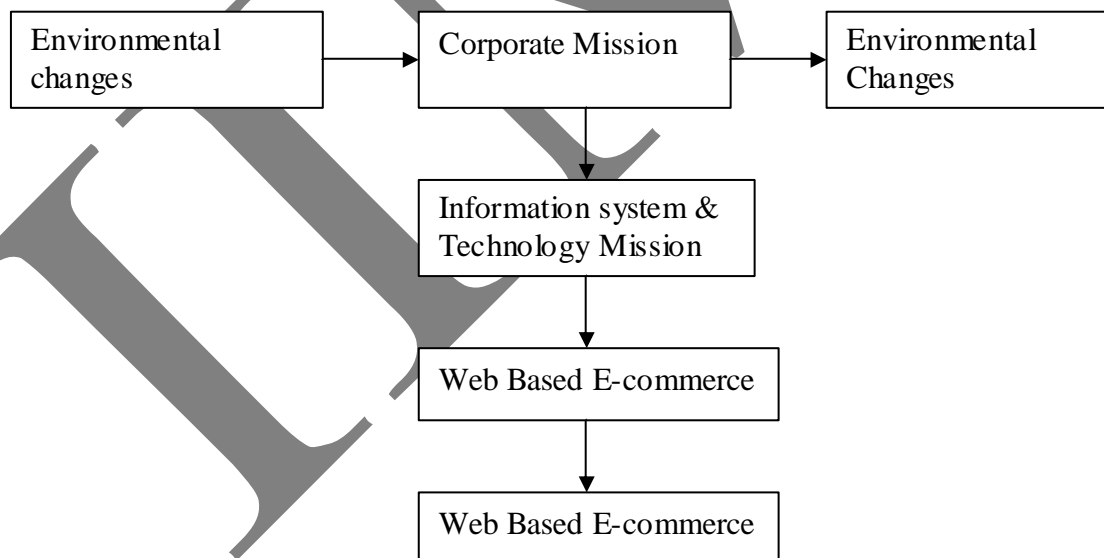 Environmental
changes
Corporate Mission
Environmental
Changes
Information system &
Technology Mission
Web Based E-commerce
Web Based E-commerce